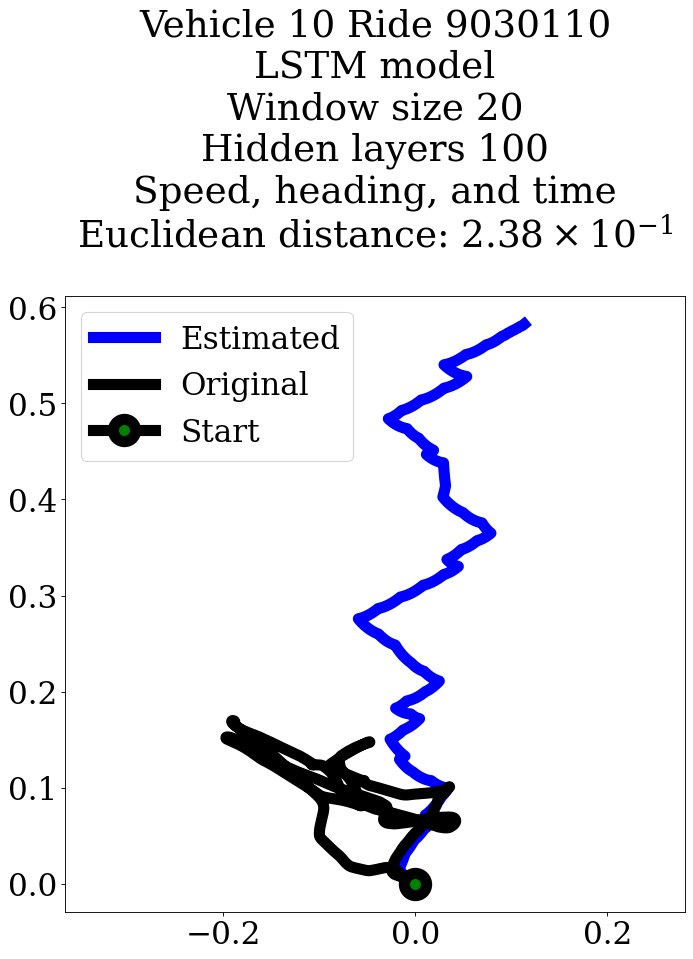 Vehicle 10 Ride 9030110
LSTM model
Window size 20
Hidden layers 100
Speed, heading, and time
Euclidean distance: 2.38 × 10⁻¹
Estimated
Original
Start
0.6
0.5
0.4
0.3
0.2
0.1
0.0
−0.2 0.0 0.2